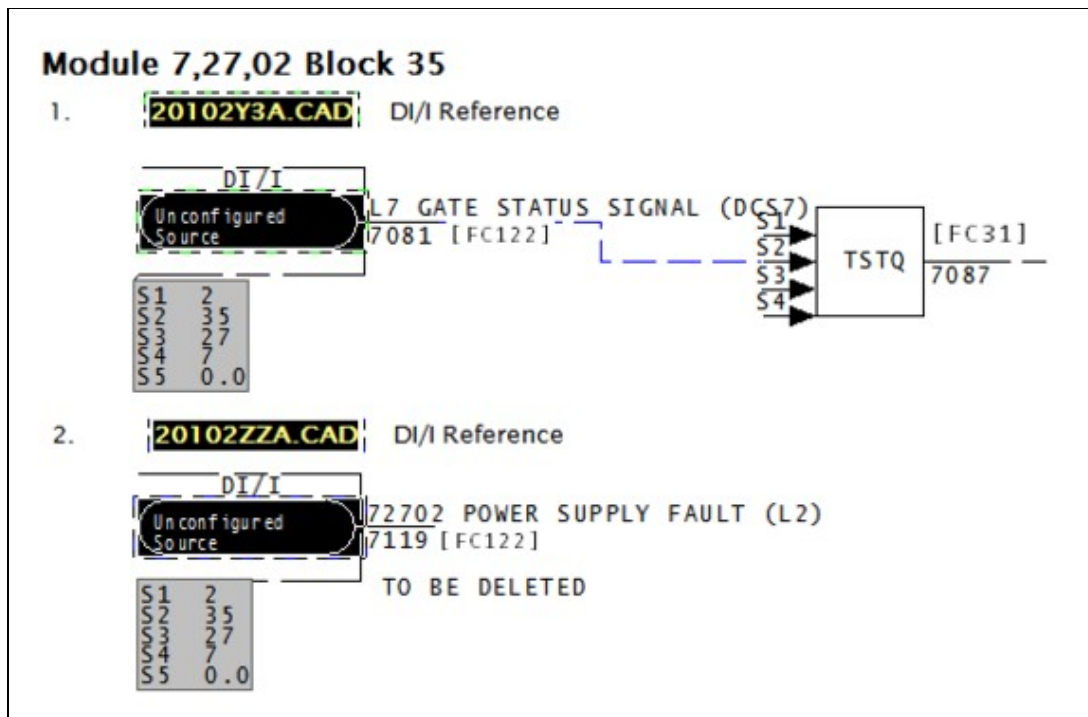 Module 7,27,02 Block 35
1. 20102Y3A.CAD DI/I Reference
DI/I
Unconfigured
Source
L7 GATE STATUS SIGNAL (DCS7)
7081 [FC122]
S1
S2
S3
S4
TSTQ
[FC31]
7087
S1 2
S2 35
S3 27
S4 7
S5 0.0
2. 20102ZZA.CAD DI/I Reference
DI/I
Unconfigured
Source
72702 POWER SUPPLY FAULT (L2)
7119 [FC122]
TO BE DELETED
S1 2
S2 35
S3 27
S4 7
S5 0.0